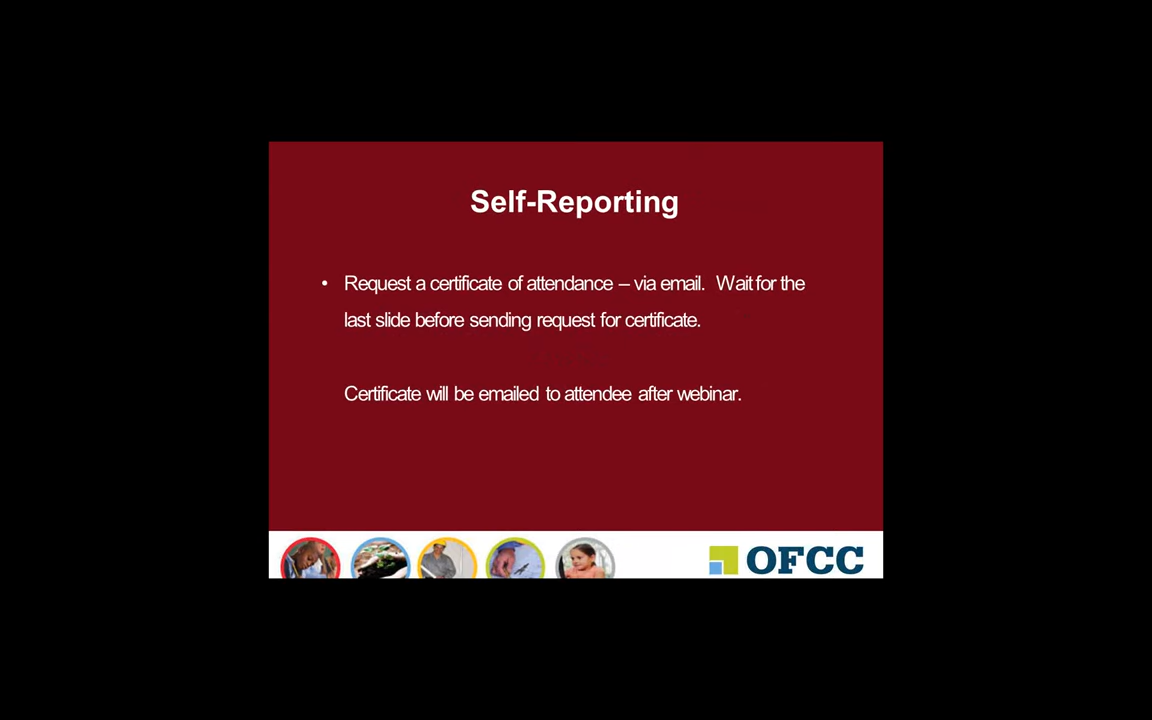 Self-Reporting
• Request a certificate of attendance – via email. Wait for the
last slide before sending request for certificate.
Certificate will be emailed to attendee after webinar.
OFCC